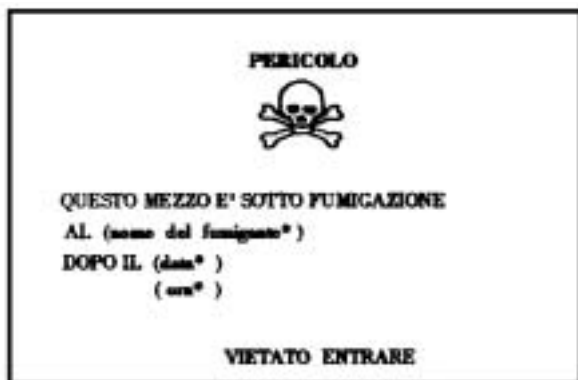 PERICOLO
QUESTO MEZZO E' SOTTO FUMIGAZIONE
AL (nome del fumigante* )
DOPO IL (data* )
( ora* )
VIETATO ENTRARE